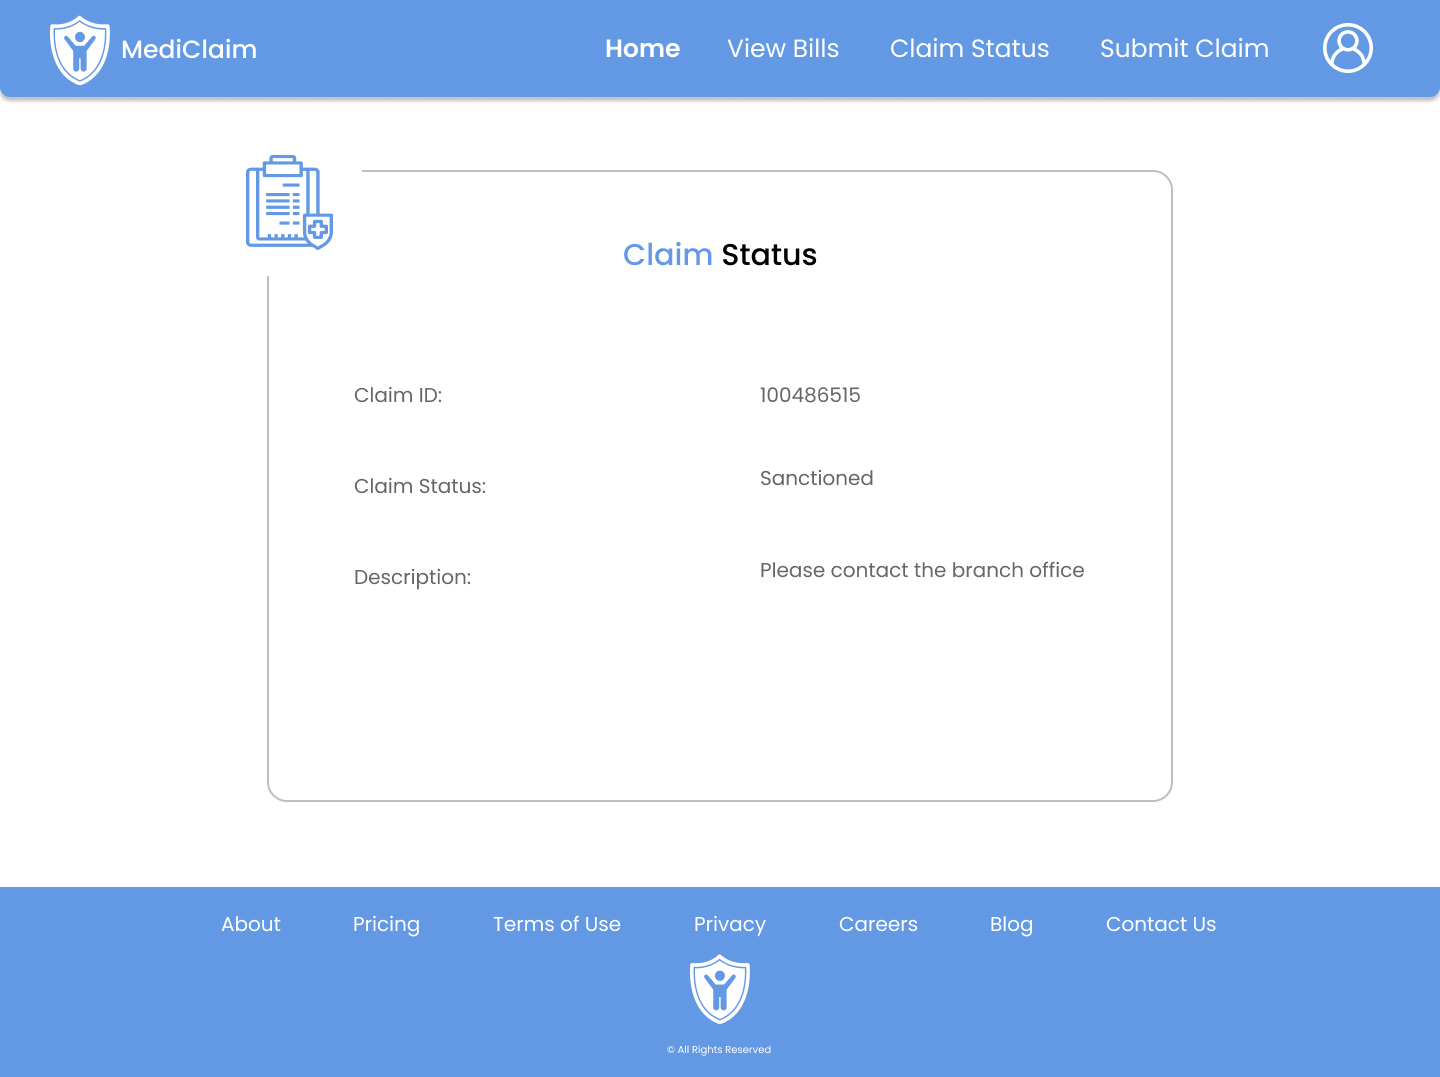 MediClaim Home View Bills Claim Status Submit Claim
Claim Status
Claim ID: 100486515
Claim Status: Sanctioned
Description: Please contact the branch office
About Pricing Terms of Use Privacy Careers Blog Contact Us
© All Rights Reserved